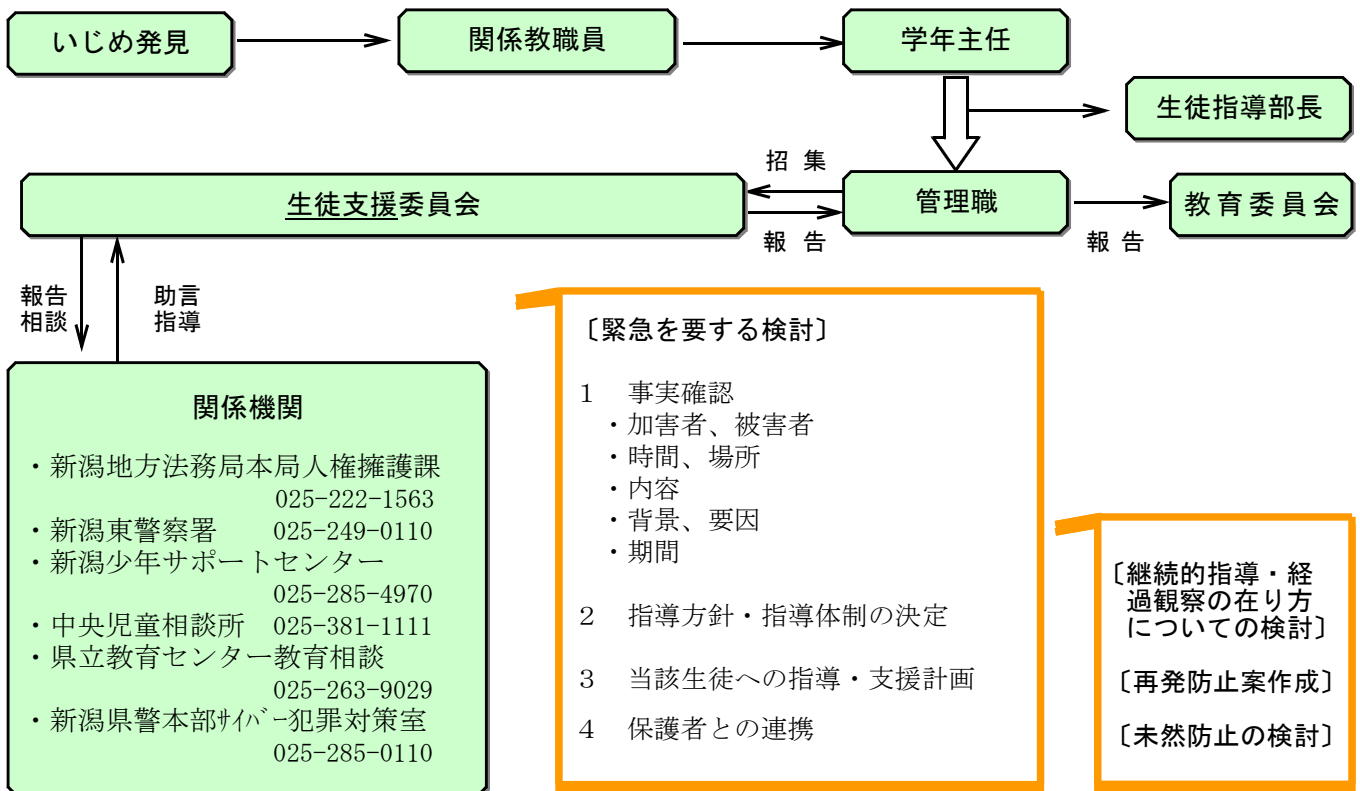 いじめ発見
関係教職員
学年主任
生徒指導部長
招 集
生徒支援委員会
管理職
教育委員会
報 告
報 告
報告
相談
助言
指導
関係機関
・新潟地方法務局本局人権擁護課
025-222-1563
・新潟東警察署 025-249-0110
・新潟少年サポートセンター
025-285-4970
・中央児童相談所 025-381-1111
・県立教育センター教育相談
025-263-9029
・新潟県警本部ｻｲﾊﾞｰ犯罪対策室
025-285-0110
〔緊急を要する検討〕
１ 事実確認
・加害者、被害者
・時間、場所
・内容
・背景、要因
・期間
２ 指導方針・指導体制の決定
３ 当該生徒への指導・支援計画
４ 保護者との連携
〔継続的指導・経
過観察の在り方
についての検討〕
〔再発防止案作成〕
〔未然防止の検討〕